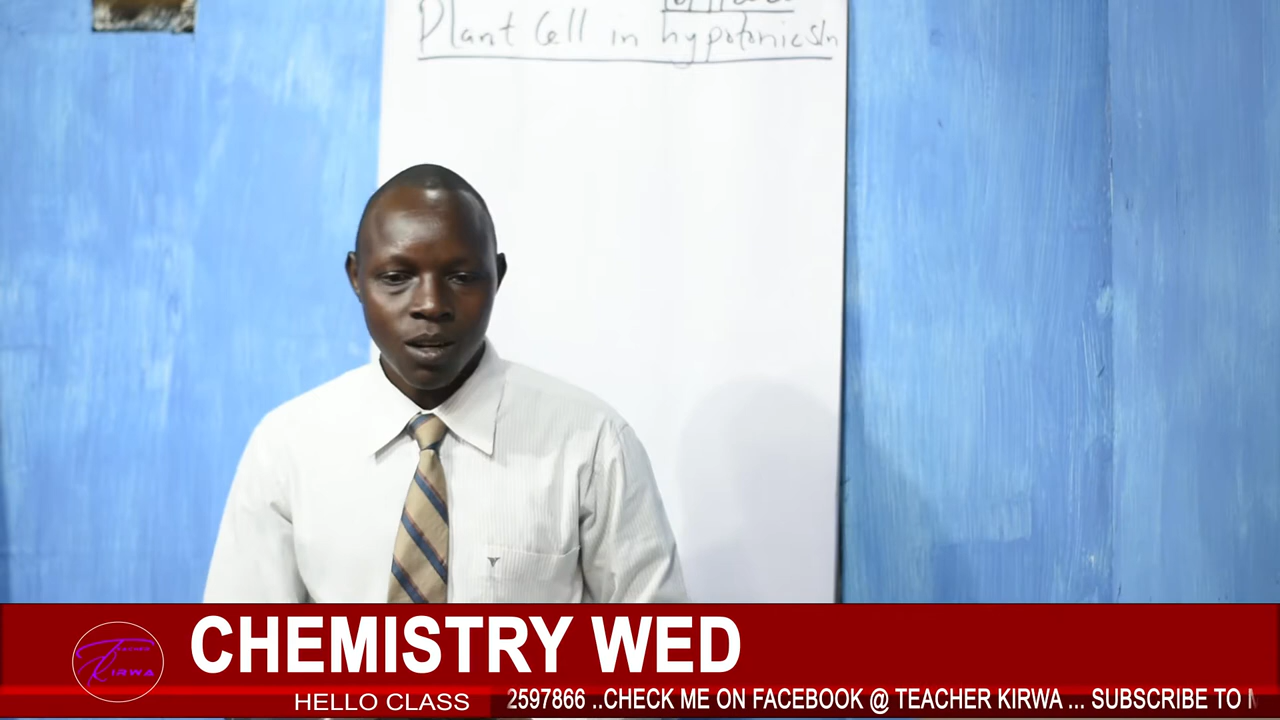 Plant Cell in hypotonic sln
TEACHER
KIRWA
CHEMISTRY WED
HELLO CLASS
2597866 ..CHECK ME ON FACEBOOK @ TEACHER KIRWA ... SUBSCRIBE TO